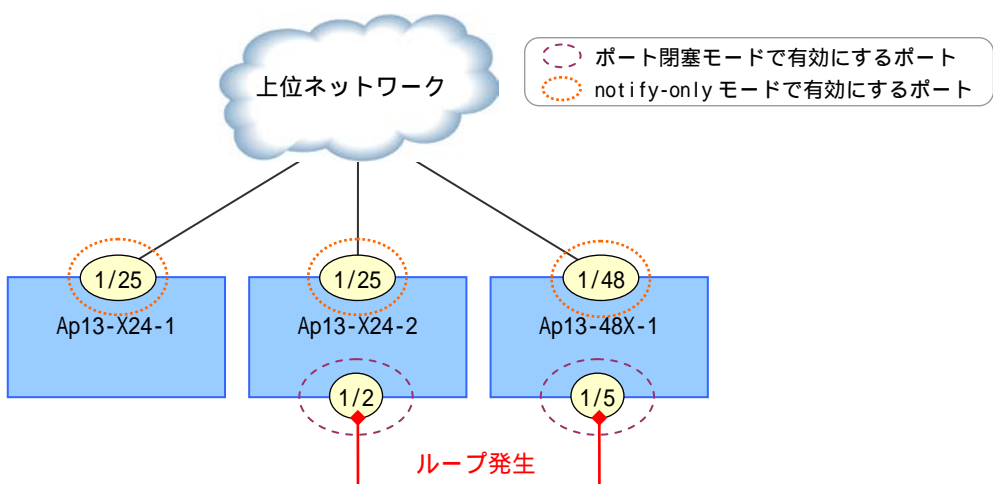 上位ネットワーク
ポート閉塞モードで有効にするポート
notify-only モードで有効にするポート
1/25
1/25
1/48
Ap13-X24-1
Ap13-X24-2
Ap13-48X-1
1/2
1/5
ループ発生